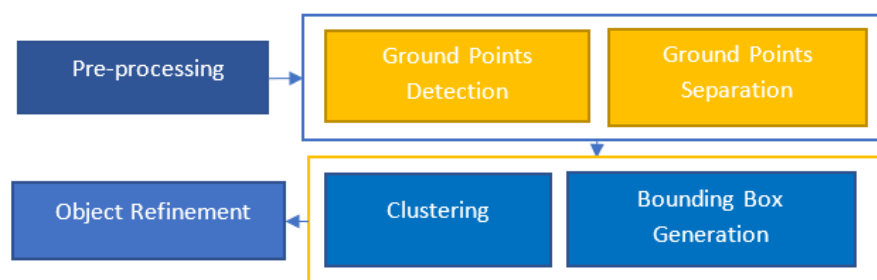 Pre-processing
Ground Points
Detection
Ground Points
Separation
Object Refinement
Clustering
Bounding Box
Generation